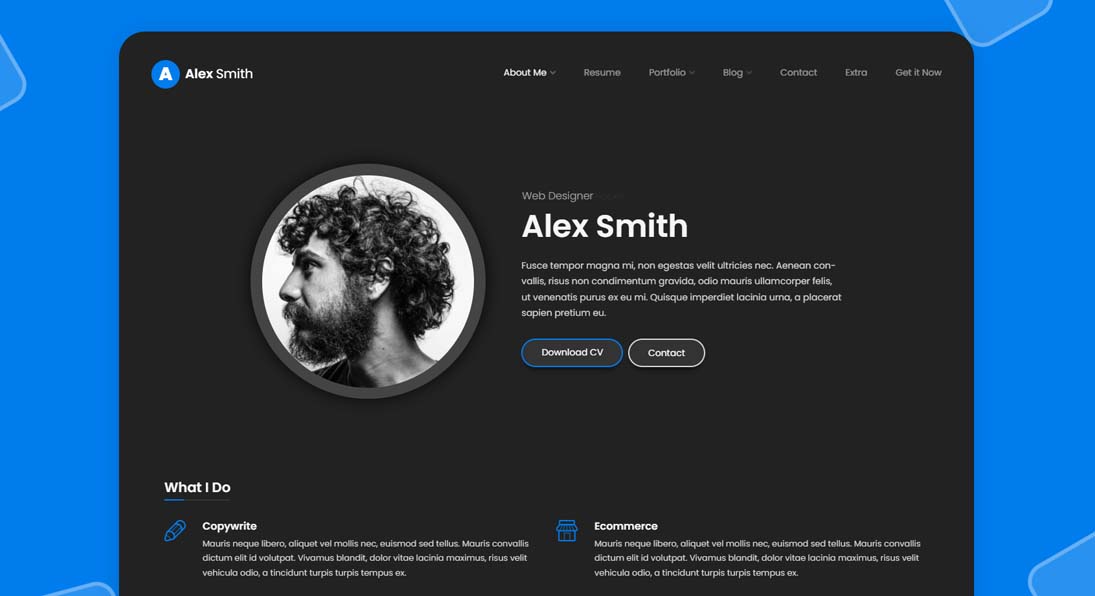 A Alex Smith
About Me Resume Portfolio Blog Contact Extra Get it Now
Web Designer
Alex Smith
Fusce tempor magna mi, non egestas velit ultricies nec. Aenean con-
vallis, risus non condimentum gravida, odio mauris ullamcorper felis,
ut venenatis purus ex eu mi. Quisque imperdiet lacinia urna, a placerat
sapien pretium eu.
Download CV Contact
What I Do
Copywrite
Mauris neque libero, aliquet vel mollis nec, euismod sed tellus. Mauris convallis
dictum elit id volutpat. Vivamus blandit, dolor vitae lacinia maximus, risus velit
vehicula odio, a tincidunt turpis turpis tempus ex.
Ecommerce
Mauris neque libero, aliquet vel mollis nec, euismod sed tellus. Mauris convallis
dictum elit id volutpat. Vivamus blandit, dolor vitae lacinia maximus, risus velit
vehicula odio, a tincidunt turpis turpis tempus ex.